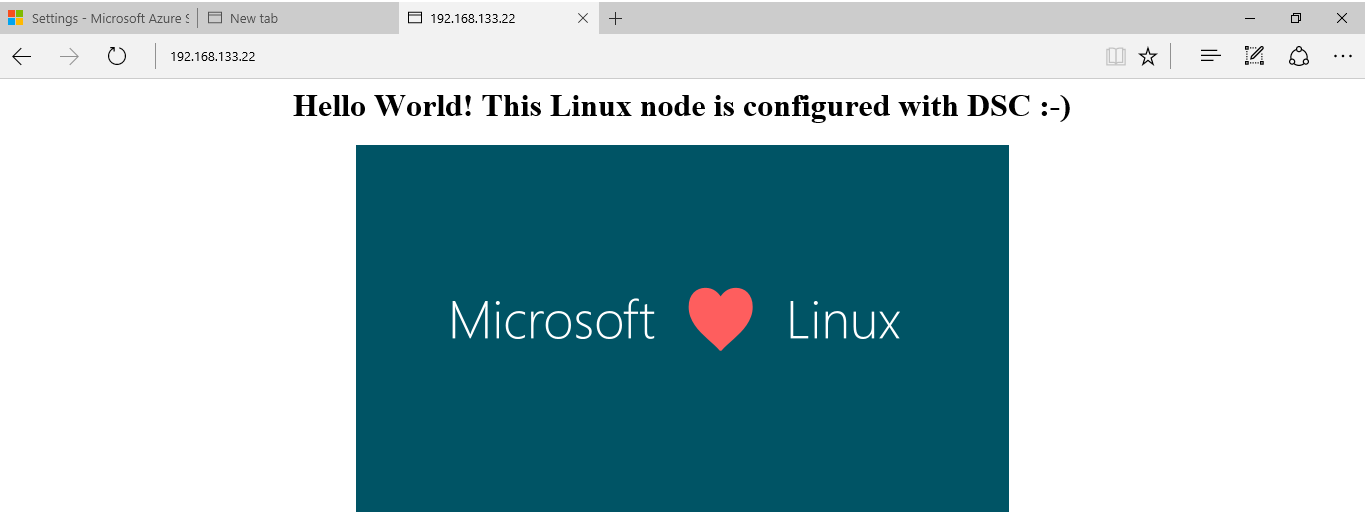 Settings - Microsoft Azure S
New tab
192.168.133.22
192.168.133.22
Hello World! This Linux node is configured with DSC :-)
Microsoft Linux